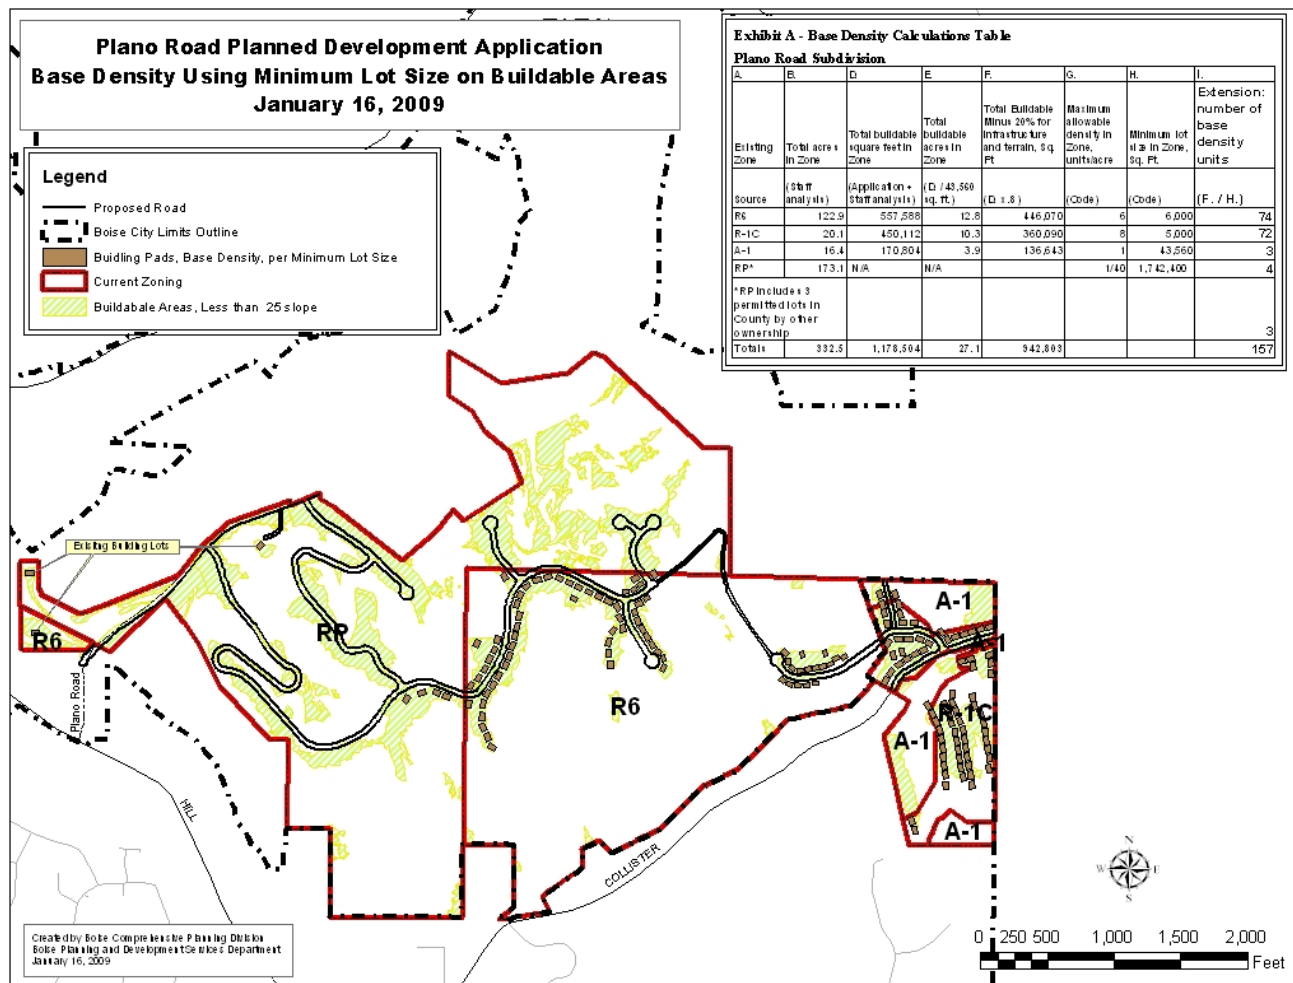 Plano Road Planned Development Application
Base Density Using Minimum Lot Size on Buildable Areas
January 16, 2009
Legend
Proposed Road
Boise City Limits Outline
Buidling Pads, Base Density, per Minimum Lot Size
Current Zoning
Buildabale Areas, Less than 25 slope
Exhibit A - Base Density Calculations Table
Plano Road Subdivision
A. B. D. E. F. G. H. I.
Existing Zone Total acres in Zone Total buildable square feet in Zone Total buildable acres in Zone Total Buildable Minus 20% for infrastructure and terrain, Sq. Ft Maximum allowable density in Zone, units/acre Minimum lot size in Zone, Sq. Ft. Extension: number of base density units
Source (Staff analysis) (Application + Staff analysis) (D. / 43,560 sq. ft.) (D. x .8) (Code) (Code) (F. / H.)
R6 122.9 557,588 12.8 446,070 6 6,000 74
R-1C 20.1 450,112 10.3 360,090 8 5,000 72
A-1 16.4 170,804 3.9 136,643 1 43,560 3
RP* 173.1 N/A N/A 1/40 1,742,400 4
*RP includes 3 permitted lots in County by other ownership 3
Totals 332.5 1,178,504 27.1 942,803 157
Existing Building Lots
R6
RP
R6
A-1
A-1
R-1C
A-1
A-1
Plano Road
HILL
COLLISTER
N
W E
S
0 250 500 1,000 1,500 2,000
Feet
Created by Boise Comprehensive Planning Division
Boise Planning and Development Services Department
January 16, 2009